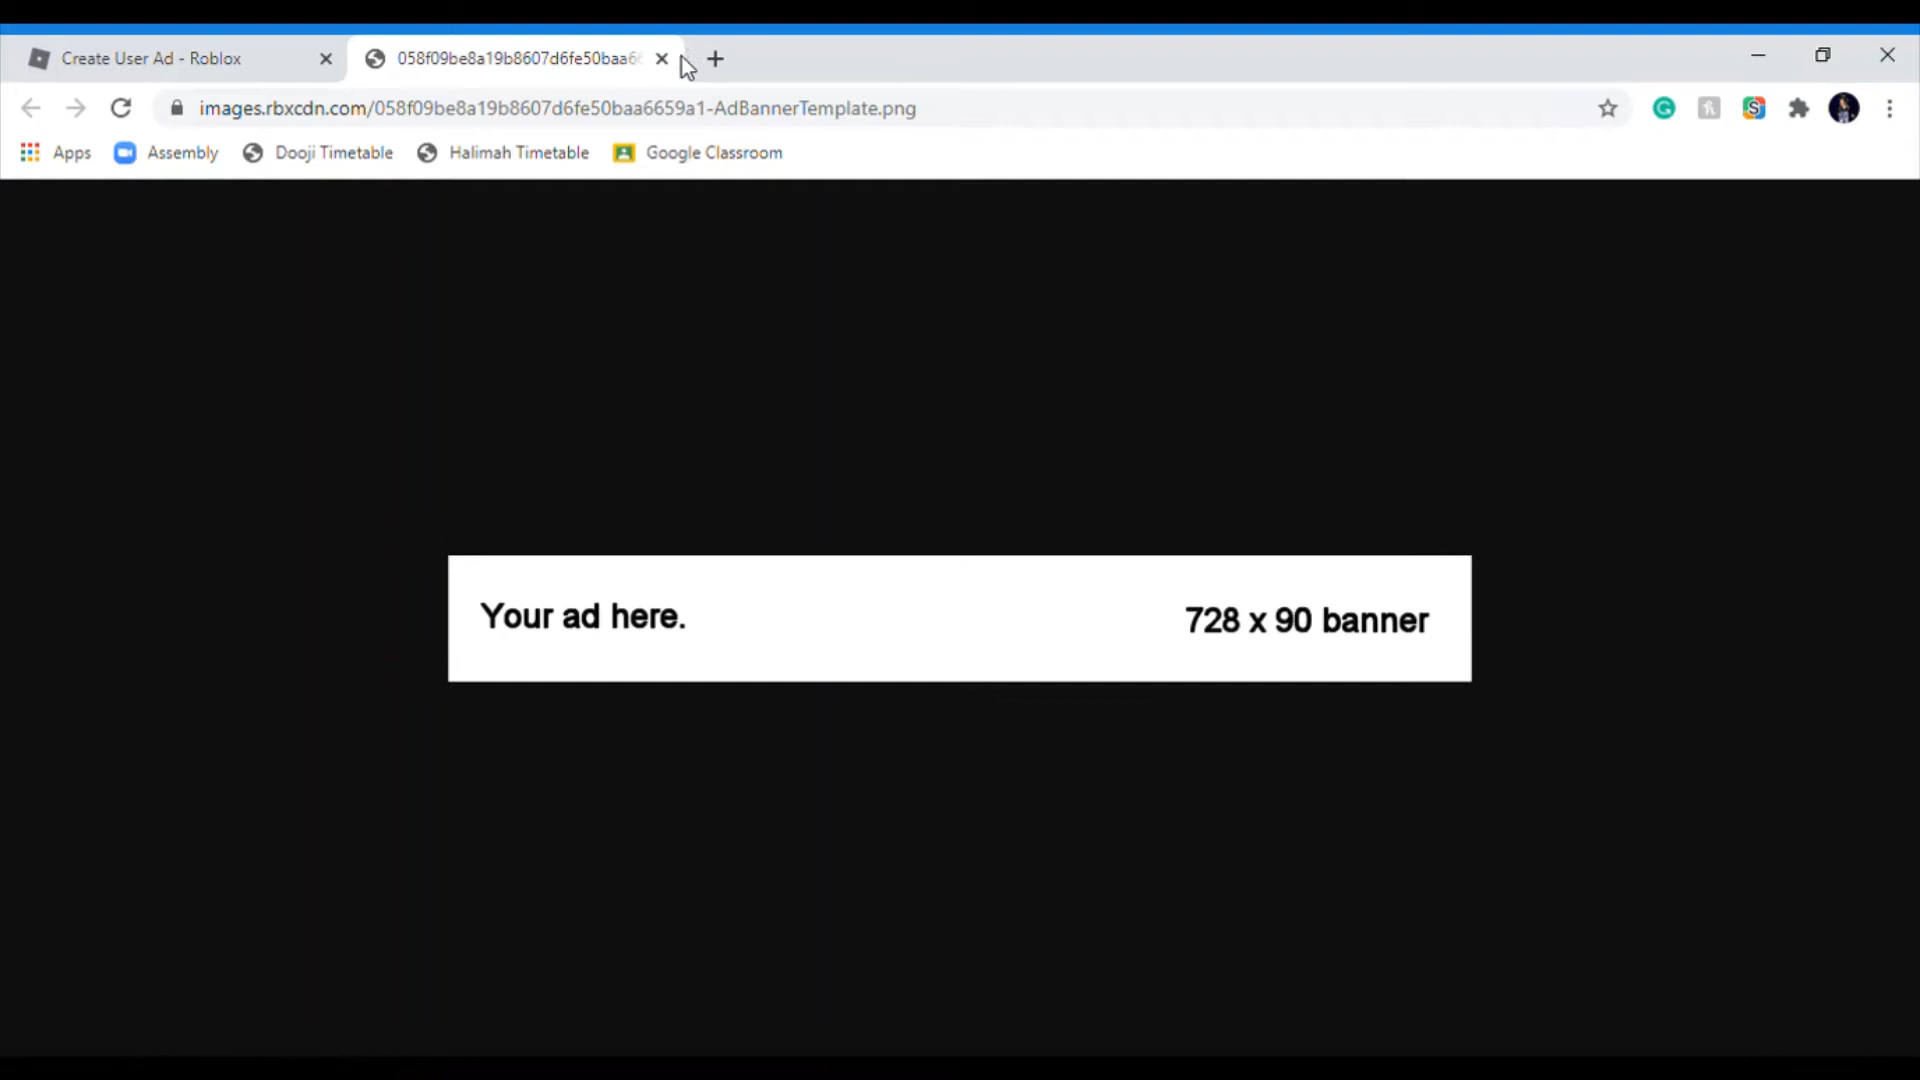 Create User Ad - Roblox
058f09be8a19b8607d6fe50baa6
images.rbxcdn.com/058f09be8a19b8607d6fe50baa6659a1-AdBannerTemplate.png
Apps Assembly Dooji Timetable Halimah Timetable Google Classroom
Your ad here. 728 x 90 banner